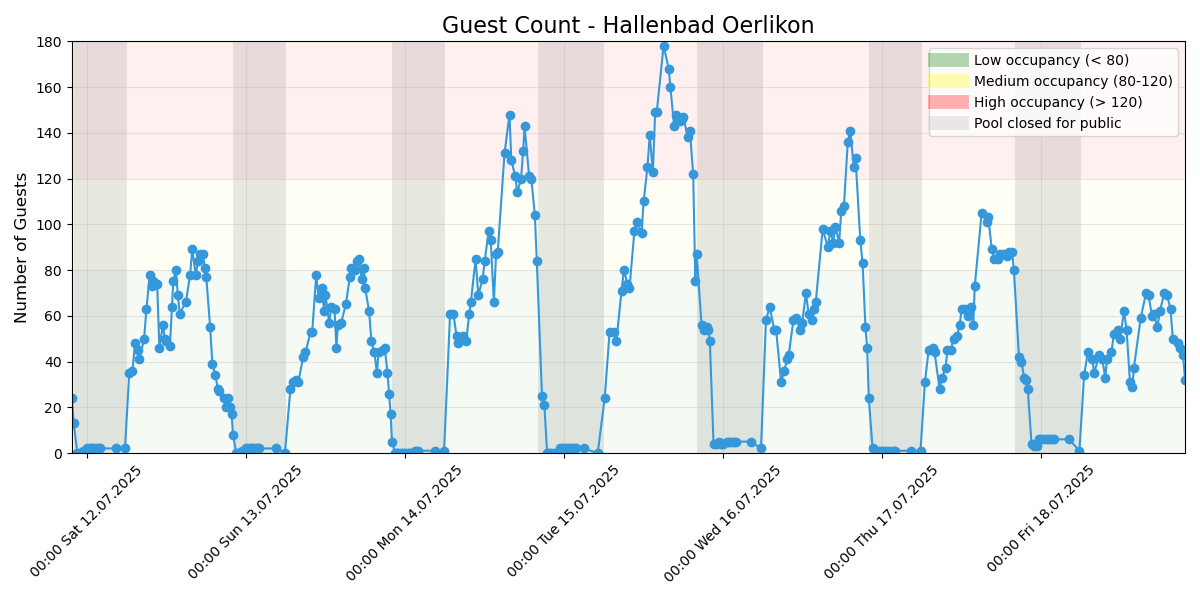 Guest Count - Hallenbad Oerlikon
Number of Guests
180
160
140
120
100
80
60
40
20
0
Low occupancy (< 80)
Medium occupancy (80-120)
High occupancy (> 120)
Pool closed for public
00:00 Sat 12.07.2025
00:00 Sun 13.07.2025
00:00 Mon 14.07.2025
00:00 Tue 15.07.2025
00:00 Wed 16.07.2025
00:00 Thu 17.07.2025
00:00 Fri 18.07.2025